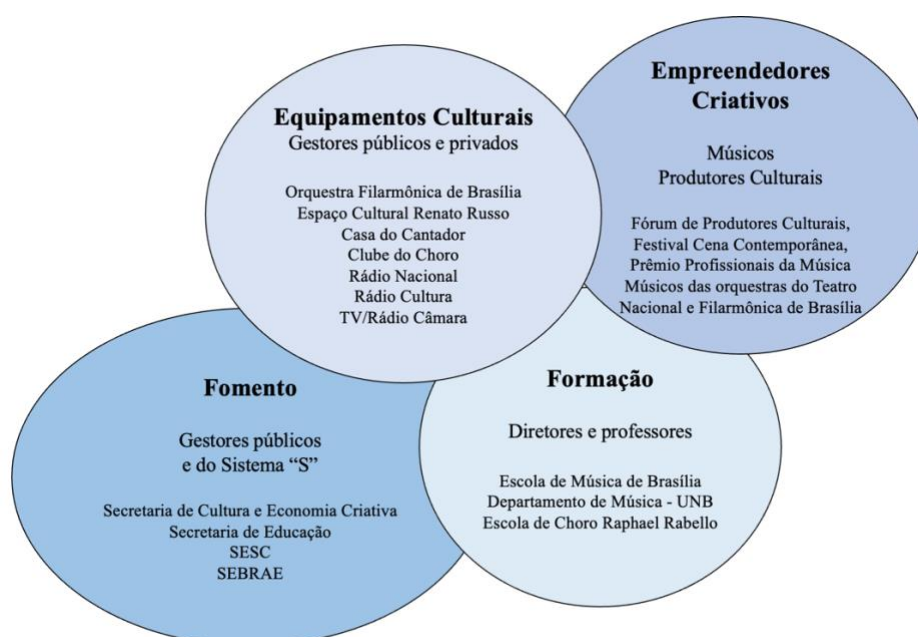 Equipamentos Culturais
Gestores públicos e privados
Orquestra Filarmônica de Brasília
Espaço Cultural Renato Russo
Casa do Cantador
Clube do Choro
Rádio Nacional
Rádio Cultura
TV/Rádio Câmara
Empreendedores
Criativos
Músicos
Produtores Culturais
Fórum de Produtores Culturais,
Festival Cena Contemporânea,
Prêmio Profissionais da Música
Músicos das orquestras do Teatro
Nacional e Filarmônica de Brasília
Fomento
Gestores públicos
e do Sistema “S”
Secretaria de Cultura e Economia Criativa
Secretaria de Educação
SESC
SEBRAE
Formação
Diretores e professores
Escola de Música de Brasília
Departamento de Música - UNB
Escola de Choro Raphael Rabello